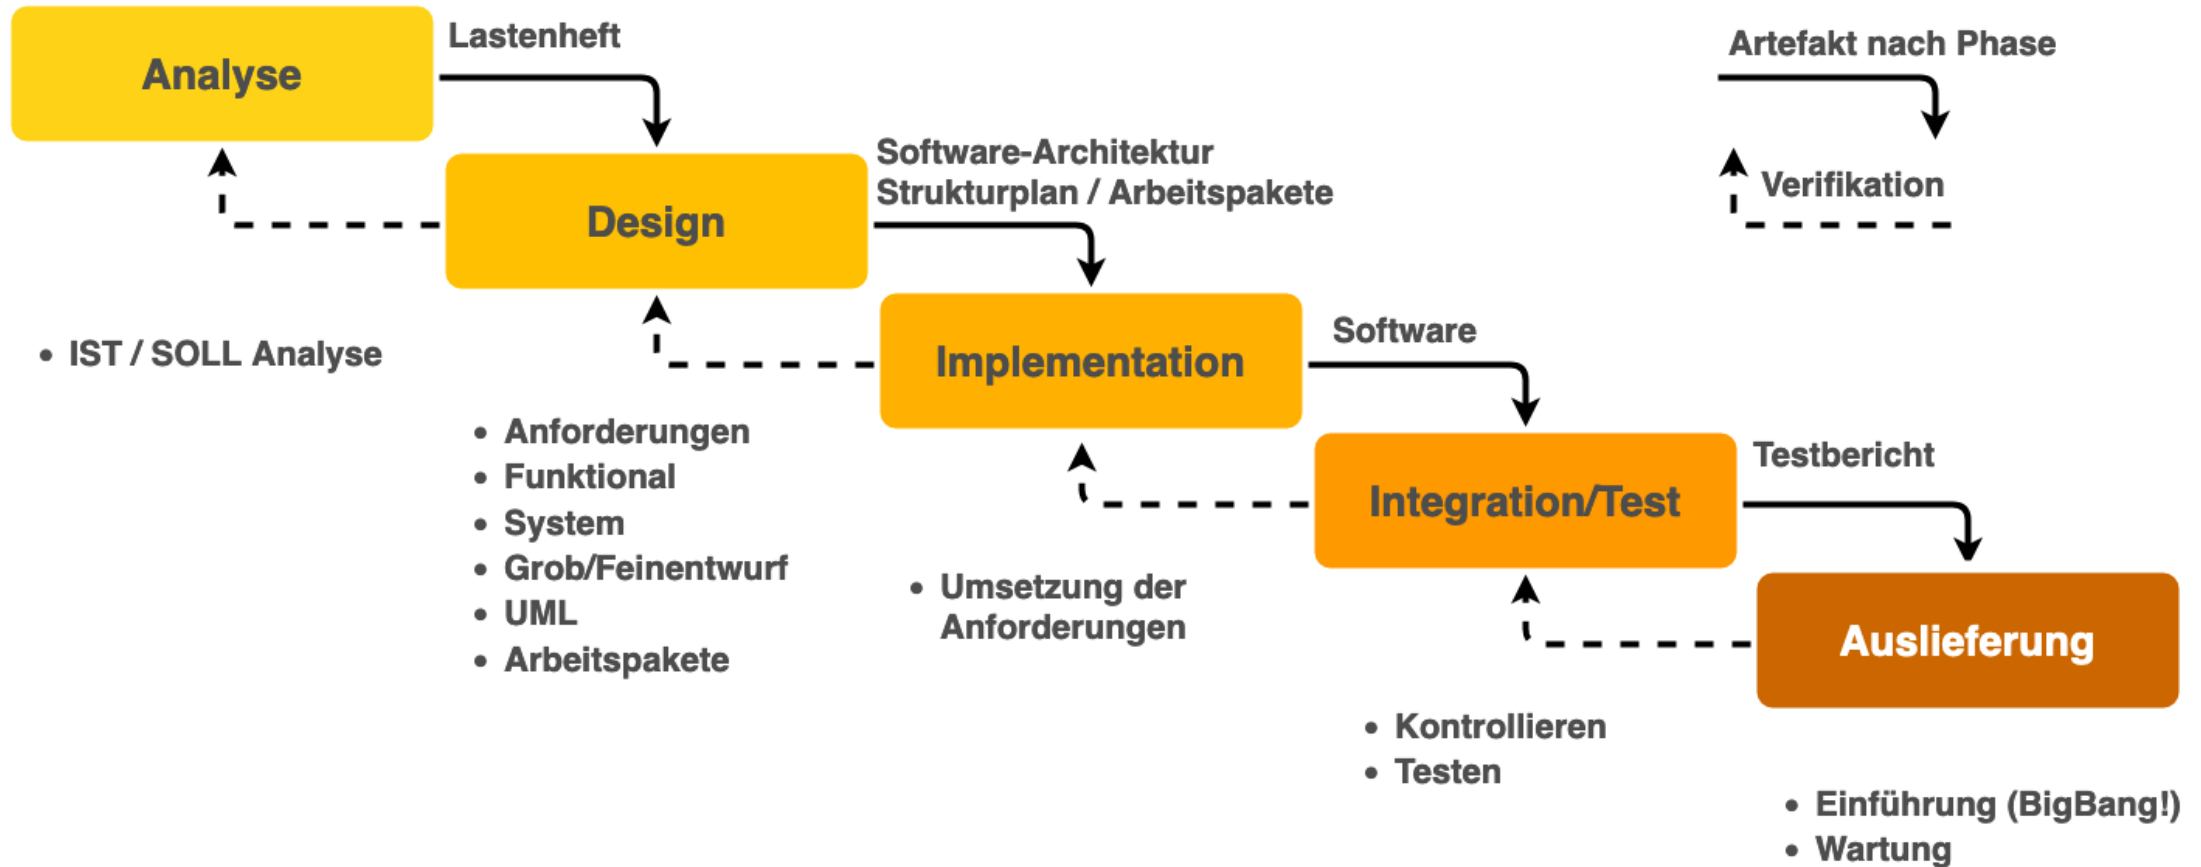 Analyse
Lastenheft
Artefakt nach Phase
Software-Architektur
Strukturplan / Arbeitspakete
Verifikation
Design
• IST / SOLL Analyse
Implementation
Software
• Anforderungen
• Funktional
• System
• Grob/Feinentwurf
• UML
• Arbeitspakete
Integration/Test
Testbericht
• Umsetzung der
Anforderungen
Auslieferung
• Kontrollieren
• Testen
• Einführung (BigBang!)
• Wartung